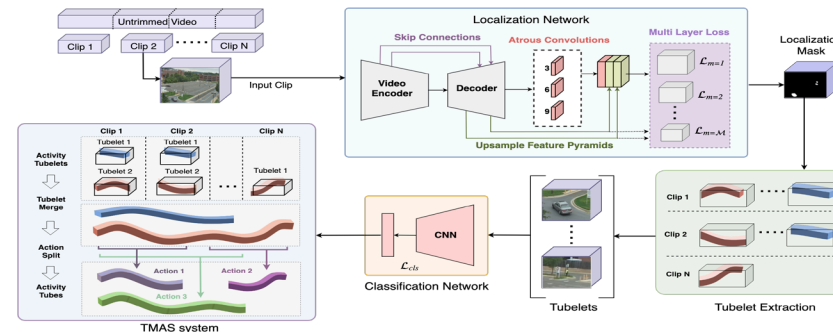 Untrimmed Video
Clip 1
Clip 2
Clip N
Input Clip
Localization Network
Skip Connections
Atrous Convolutions
Multi Layer Loss
Video
Encoder
Decoder
3
6
9
ℒm=1
ℒm=2
ℒm=ℳ
Upsample Feature Pyramids
Localization
Mask
Clip 1
Clip 2
Clip N
Tubelet Extraction
Tubelets
CNN
ℒcls
Classification Network
Clip 1
Clip 2
Clip N
Tubelet 1
Tubelet 1
Tubelet 2
Tubelet 2
Tubelet 1
Activity
Tubelets
Tubelet
Merge
Action
Split
Activity
Tubes
Action 1
Action 2
Action 3
TMAS system